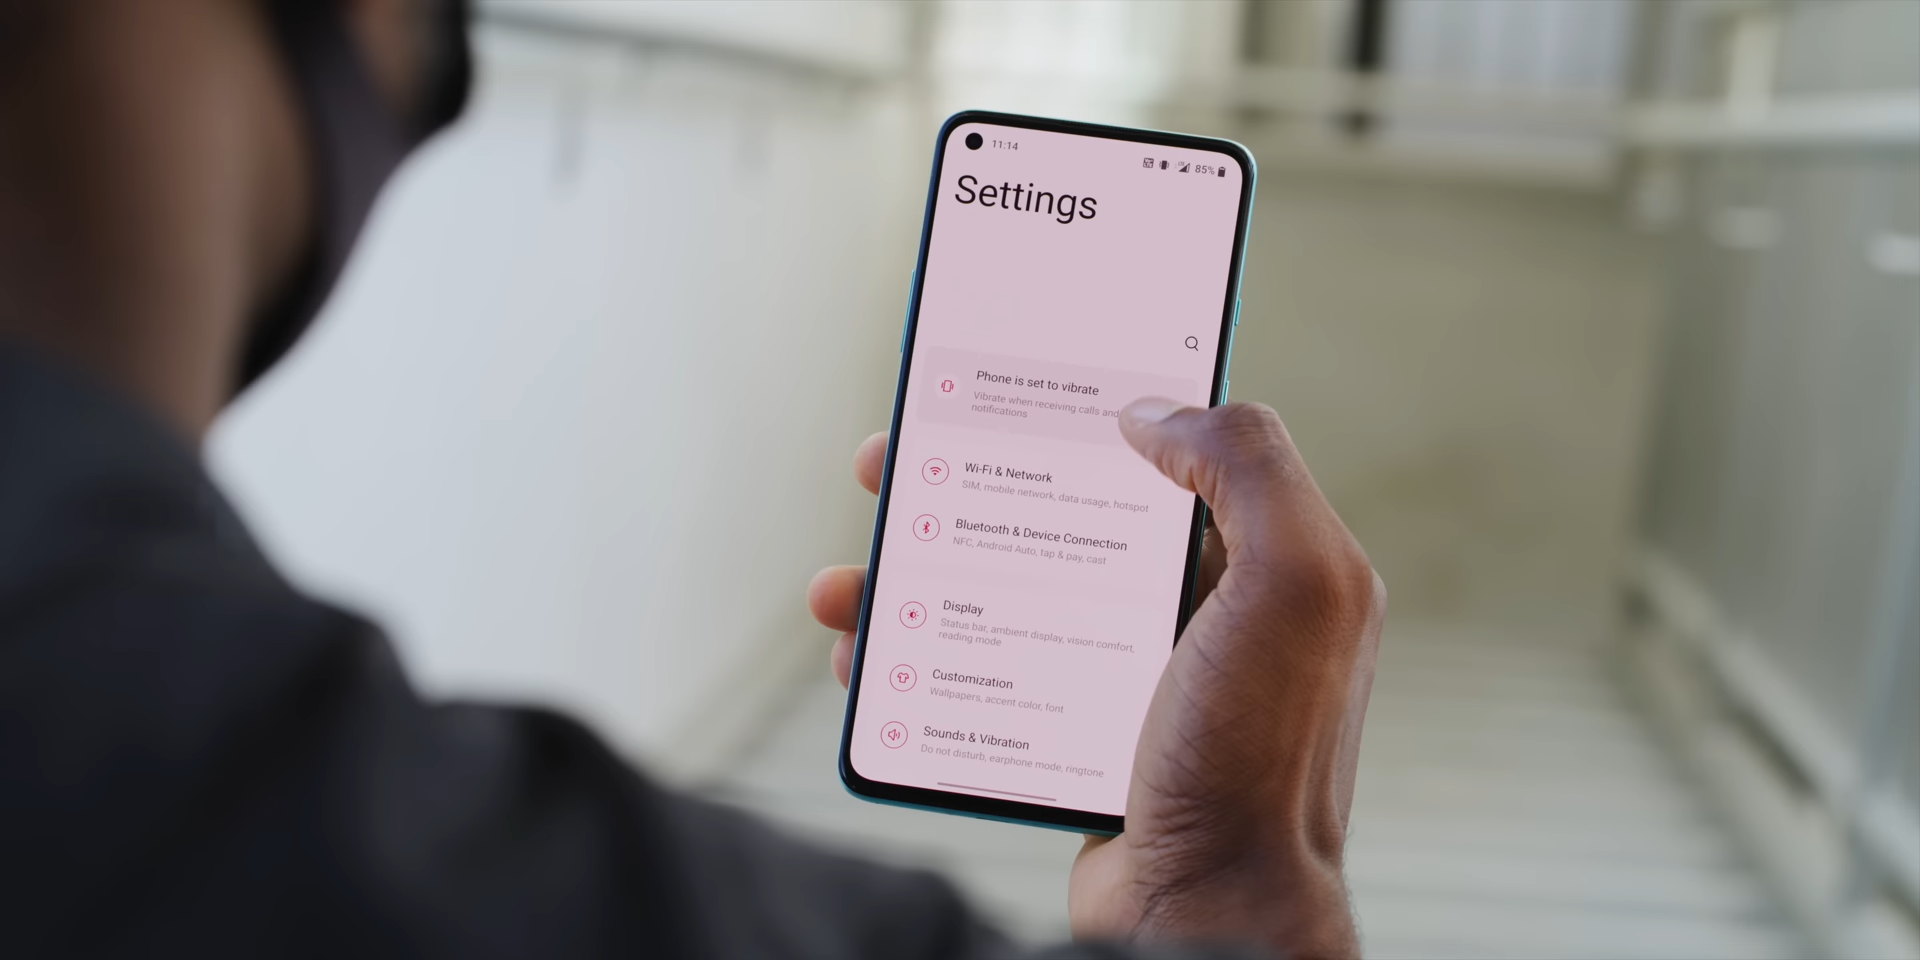 11:14
85%
Settings
Phone is set to vibrate
Vibrate when receiving calls and
notifications
Wi-Fi & Network
SIM, mobile network, data usage, hotspot
Bluetooth & Device Connection
NFC, Android Auto, tap & pay, cast
Display
Status bar, ambient display, vision comfort,
reading mode
Customization
Wallpapers, accent color, font
Sounds & Vibration
Do not disturb, earphone mode, ringtone